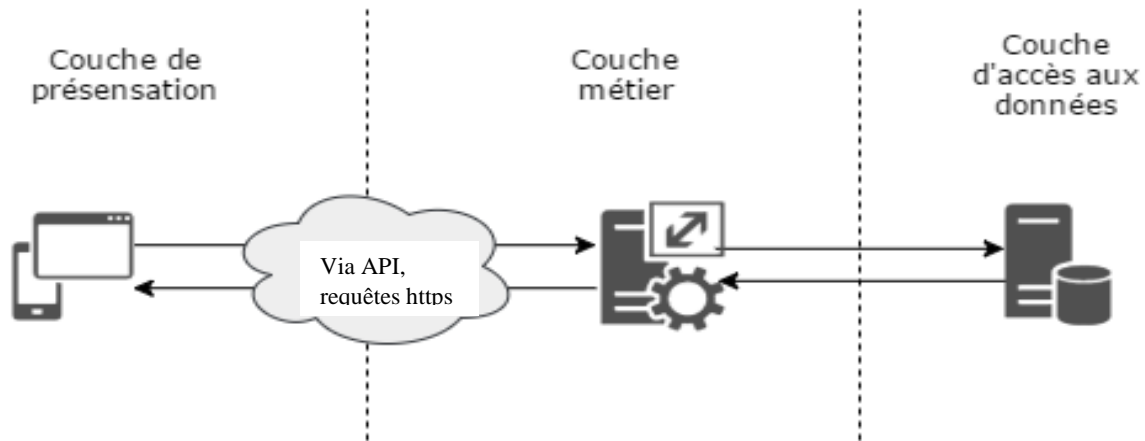 Couche de
présensation
Couche
métier
Couche
d'accès aux
données
Via API,
requêtes https